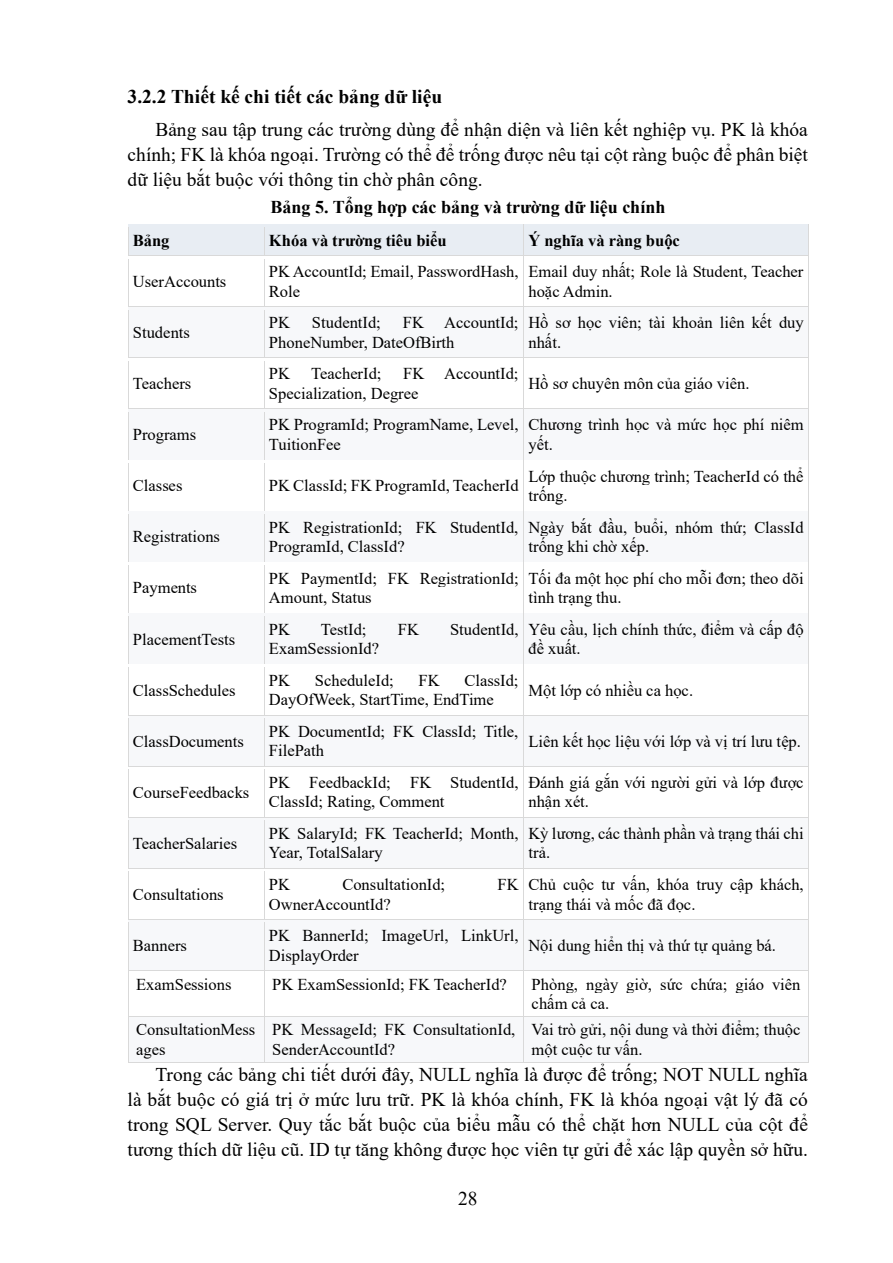 3.2.2 Thiết kế chi tiết các bảng dữ liệu
Bảng sau tập trung các trường dùng để nhận diện và liên kết nghiệp vụ. PK là khóa
chính; FK là khóa ngoại. Trường có thể để trống được nêu tại cột ràng buộc để phân biệt
dữ liệu bắt buộc với thông tin chờ phân công.
Bảng 5. Tổng hợp các bảng và trường dữ liệu chính
Bảng Khóa và trường tiêu biểu Ý nghĩa và ràng buộc
UserAccounts
PK AccountId; Email, PasswordHash,
Role
Email duy nhất; Role là Student, Teacher
hoặc Admin.
Students
PK StudentId; FK AccountId;
PhoneNumber, DateOfBirth
Hồ sơ học viên; tài khoản liên kết duy
nhất.
Teachers
PK TeacherId; FK AccountId;
Specialization, Degree
Hồ sơ chuyên môn của giáo viên.
Programs
PK ProgramId; ProgramName, Level,
TuitionFee
Chương trình học và mức học phí niêm
yết.
Classes
PK ClassId; FK ProgramId, TeacherId
Lớp thuộc chương trình; TeacherId có thể
trống.
Registrations
PK RegistrationId; FK StudentId,
ProgramId, ClassId?
Ngày bắt đầu, buổi, nhóm thứ; ClassId
trống khi chờ xếp.
Payments
PK PaymentId; FK RegistrationId;
Amount, Status
Tối đa một học phí cho mỗi đơn; theo dõi
tình trạng thu.
PlacementTests
PK TestId; FK StudentId,
ExamSessionId?
Yêu cầu, lịch chính thức, điểm và cấp độ
đề xuất.
ClassSchedules
PK ScheduleId; FK ClassId;
DayOfWeek, StartTime, EndTime
Một lớp có nhiều ca học.
ClassDocuments
PK DocumentId; FK ClassId; Title,
FilePath
Liên kết học liệu với lớp và vị trí lưu tệp.
CourseFeedbacks
PK FeedbackId; FK StudentId,
ClassId; Rating, Comment
Đánh giá gắn với người gửi và lớp được
nhận xét.
TeacherSalaries
PK SalaryId; FK TeacherId; Month,
Year, TotalSalary
Kỳ lương, các thành phần và trạng thái chi
trả.
Consultations
PK ConsultationId; FK
OwnerAccountId?
Chủ cuộc tư vấn, khóa truy cập khách,
trạng thái và mốc đã đọc.
Banners
PK BannerId; ImageUrl, LinkUrl,
DisplayOrder
Nội dung hiển thị và thứ tự quảng bá.
ExamSessions
PK ExamSessionId; FK TeacherId?
Phòng, ngày giờ, sức chứa; giáo viên
chấm cả ca.
ConsultationMess
ages
PK MessageId; FK ConsultationId,
SenderAccountId?
Vai trò gửi, nội dung và thời điểm; thuộc
một cuộc tư vấn.
Trong các bảng chi tiết dưới đây, NULL nghĩa là được để trống; NOT NULL nghĩa
là bắt buộc có giá trị ở mức lưu trữ. PK là khóa chính, FK là khóa ngoại vật lý đã có
trong SQL Server. Quy tắc bắt buộc của biểu mẫu có thể chặt hơn NULL của cột để
tương thích dữ liệu cũ. ID tự tăng không được học viên tự gửi để xác lập quyền sở hữu.
28